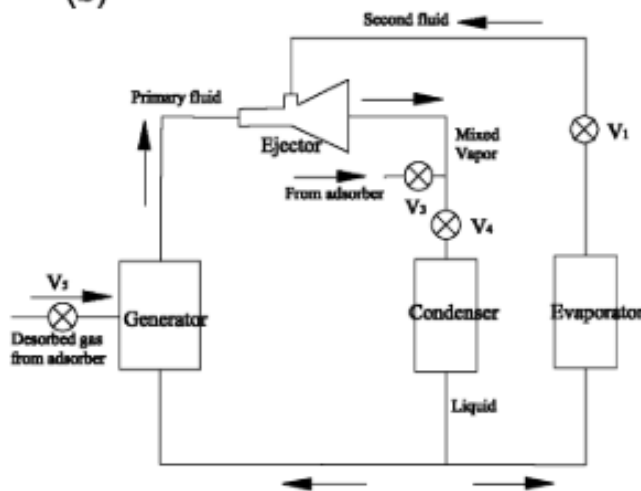 Second fluid
Primary fluid
Ejector
Mixed
Vapor
V1
From adsorber
V3
V4
V5
Generator
Condenser
Evaporator
Desorbed gas
from adsorber
Liquid